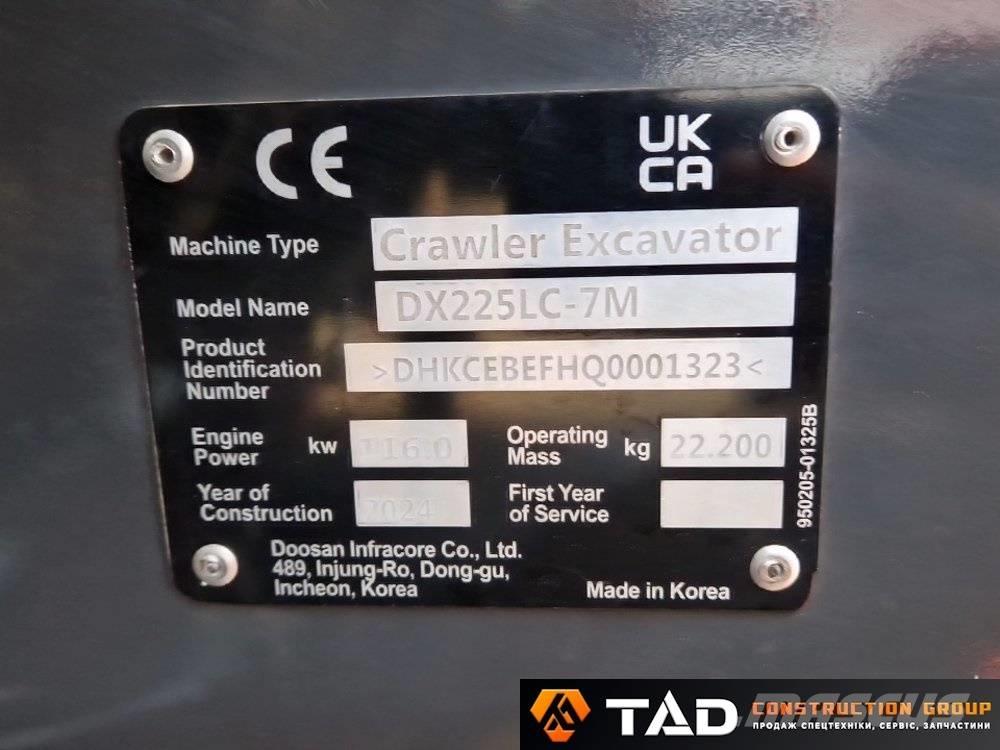 CE
UK
CA
Machine Type Crawler Excavator
Model Name DX225LC-7M
Product
Identification
Number >DHKCEBEFHQ0001323<
Engine
Power kw 116.0
Operating
Mass kg 22.200
Year of
Construction 2024
First Year
of Service
950205-01325B
Doosan Infracore Co., Ltd.
489, Injung-Ro, Dong-gu,
Incheon, Korea
Made in Korea
TAD CONSTRUCTION GROUP
ПРОДАЖ СПЕЦТЕХНІКИ, СЕРВІС, ЗАПЧАСТИНИ